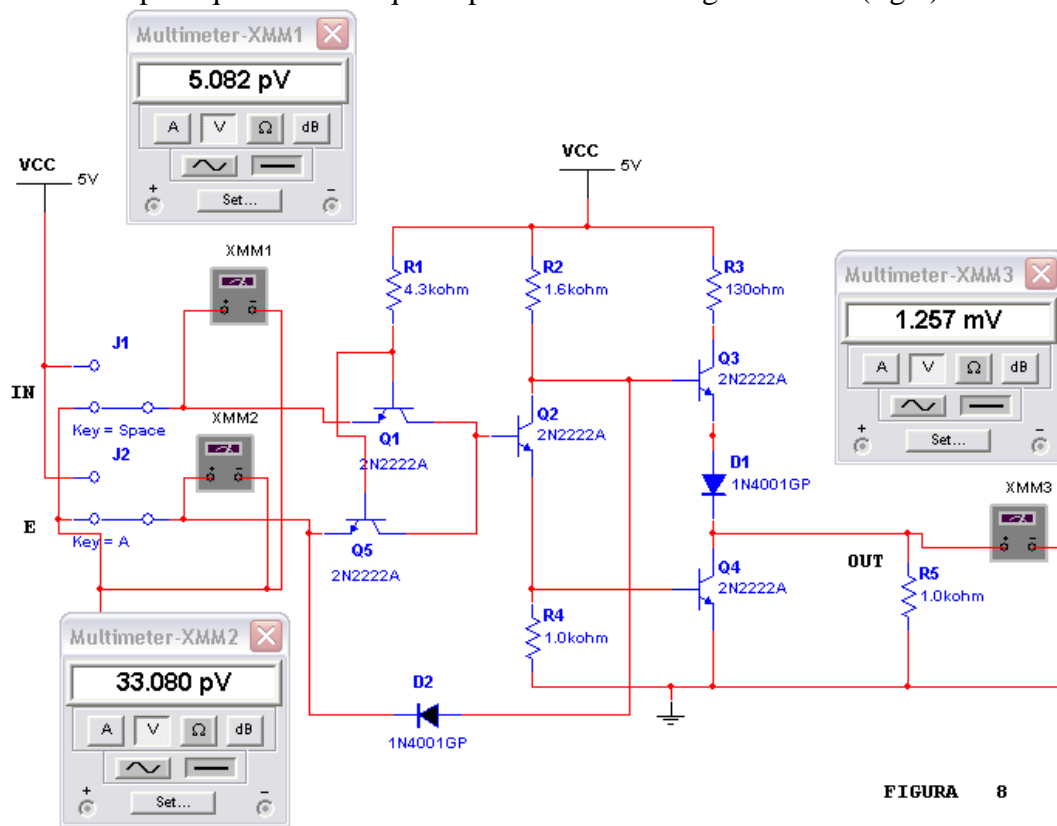 Multimeter-XMM1
5.082 pV
A V Ω dB
Set...
+ -
VCC
5V
VCC
5V
XMM1
+ -
R1
4.3kohm
R2
1.6kohm
R3
130ohm
Multimeter-XMM3
1.257 mV
A V Ω dB
Set...
+ -
J1
IN
Key = Space
XMM2
+ -
Q1
2N2222A
Q2
2N2222A
Q3
2N2222A
D1
1N4001GP
J2
E
Key = A
Q5
2N2222A
XMM3
+ -
OUT
Q4
2N2222A
R5
1.0kohm
R4
1.0kohm
Multimeter-XMM2
33.080 pV
A V Ω dB
Set...
+ -
D2
1N4001GP
FIGURA 8